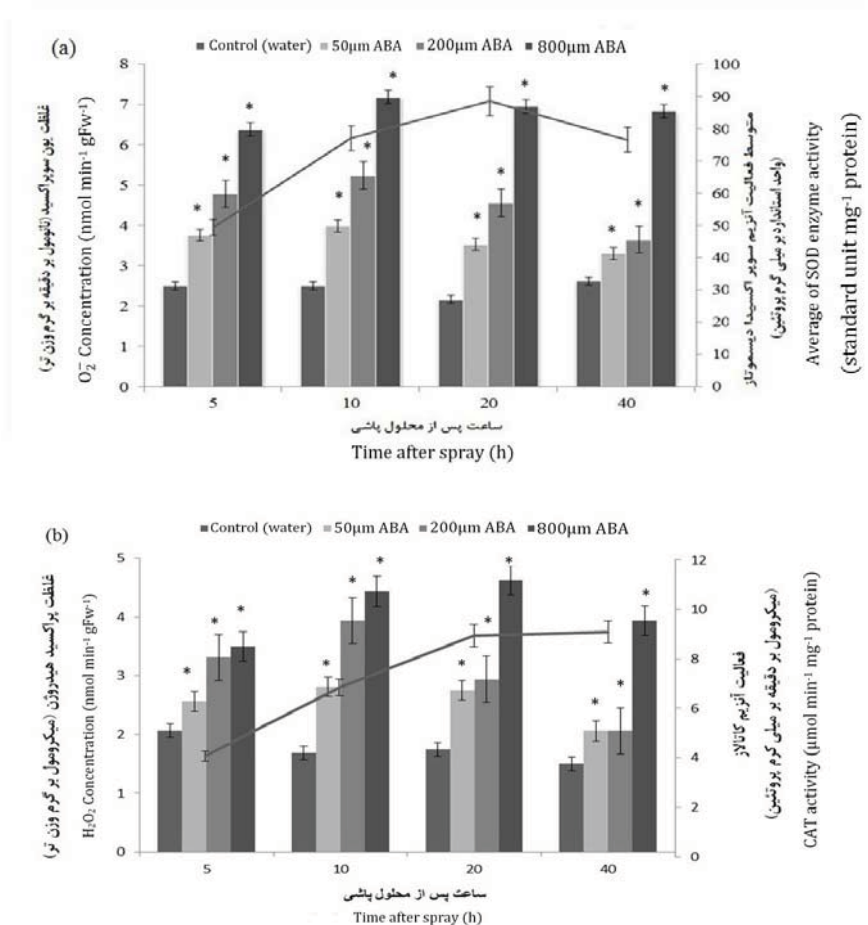 (a)
Control (water) 50µm ABA 200µm ABA 800µm ABA
غلظت یون سوپراکسید (نانومول بر دقیقه بر گرم وزن تر)
O₂⁻ Concentration (nmol min⁻¹ gFw⁻¹)
8
7
6
5
4
3
2
1
0
* * *
* * *
* * *
* * *
100
90
80
70
60
50
40
30
20
10
0
متوسط فعالیت آنزیم سوپر اکسیدا دیسموتاز
(واحد استاندارد بر میلی گرم پروتئین)
Average of SOD enzyme activity
(standard unit mg⁻¹ protein)
5 10 20 40
ساعت پس از محلول پاشی
Time after spray (h)
(b)
Control (water) 50µm ABA 200µm ABA 800µm ABA
غلظت پراکسید هیدروژن (میکرومول بر گرم وزن تر)
H₂O₂ Concentration (nmol min⁻¹ gFw⁻¹)
5
4
3
2
1
0
* * *
* * *
* * *
* * *
12
10
8
6
4
2
0
فعالیت آنزیم کاتالاز
(میکرومول بر دقیقه بر میلی گرم پروتئین)
CAT activity (µmol min⁻¹ mg⁻¹ protein)
5 10 20 40
ساعت پس از محلول پاشی
Time after spray (h)